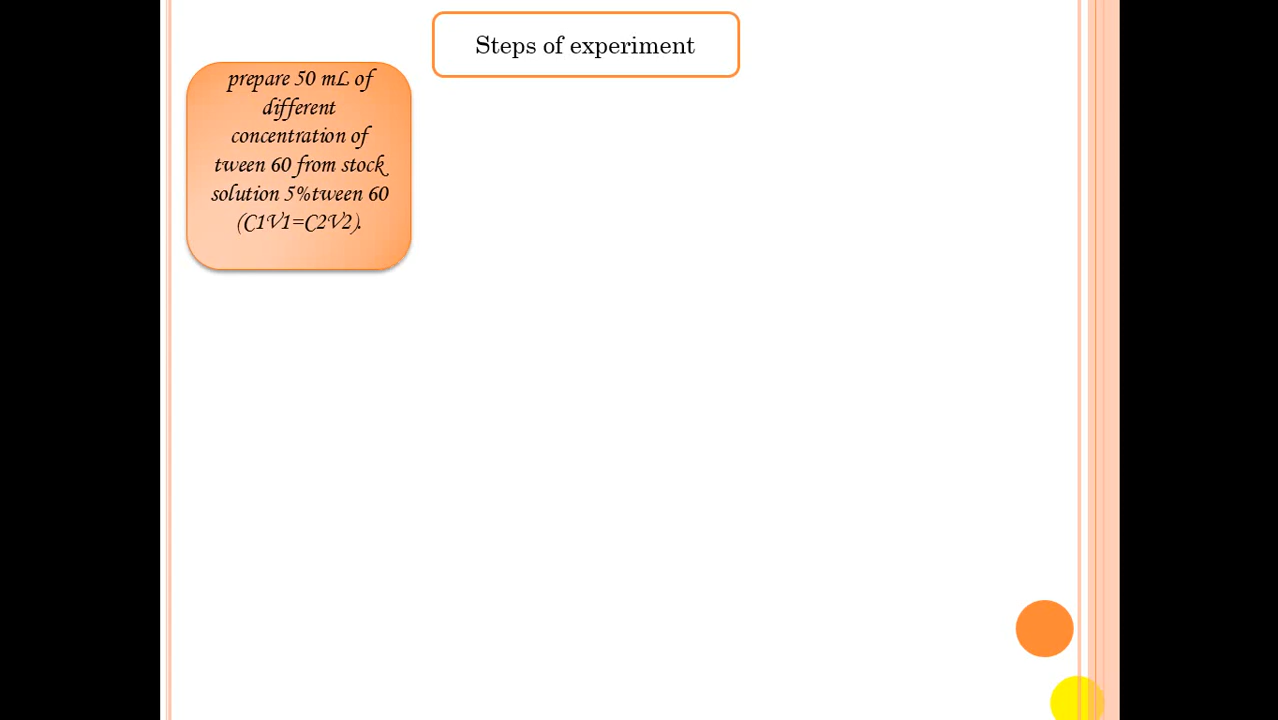 Steps of experiment
prepare 50 mL of
different
concentration of
tween 60 from stock
solution 5%tween 60
(C1V1=C2V2).